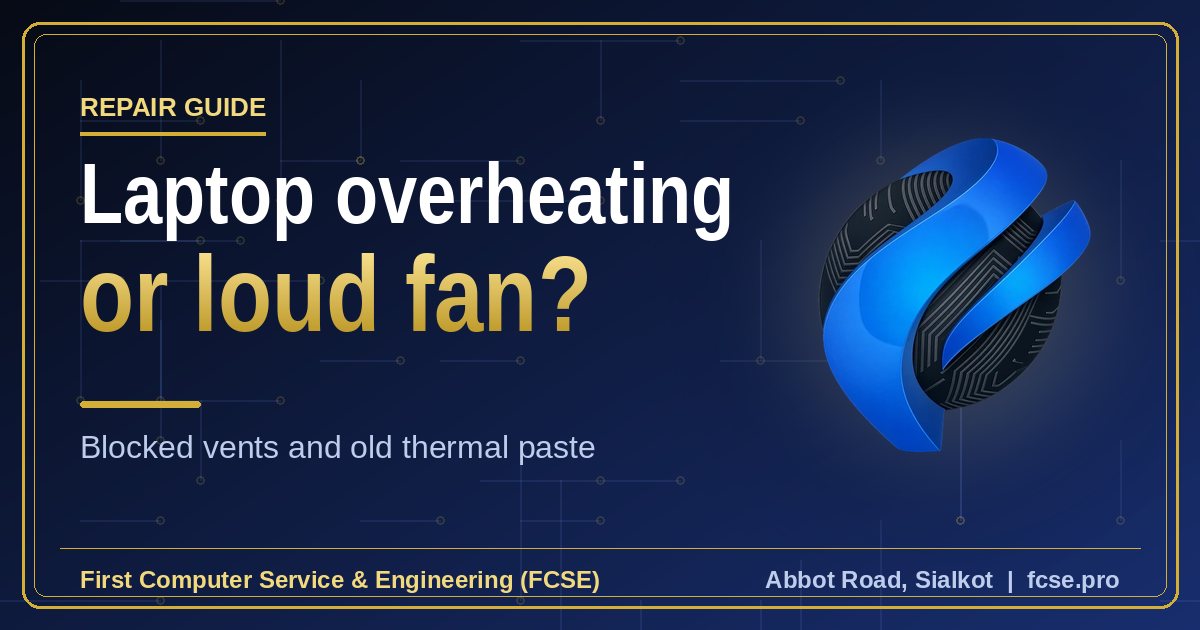 REPAIR GUIDE
Laptop overheating
or loud fan?
Blocked vents and old thermal paste
First Computer Service & Engineering (FCSE)
Abbot Road, Sialkot | fcse.pro